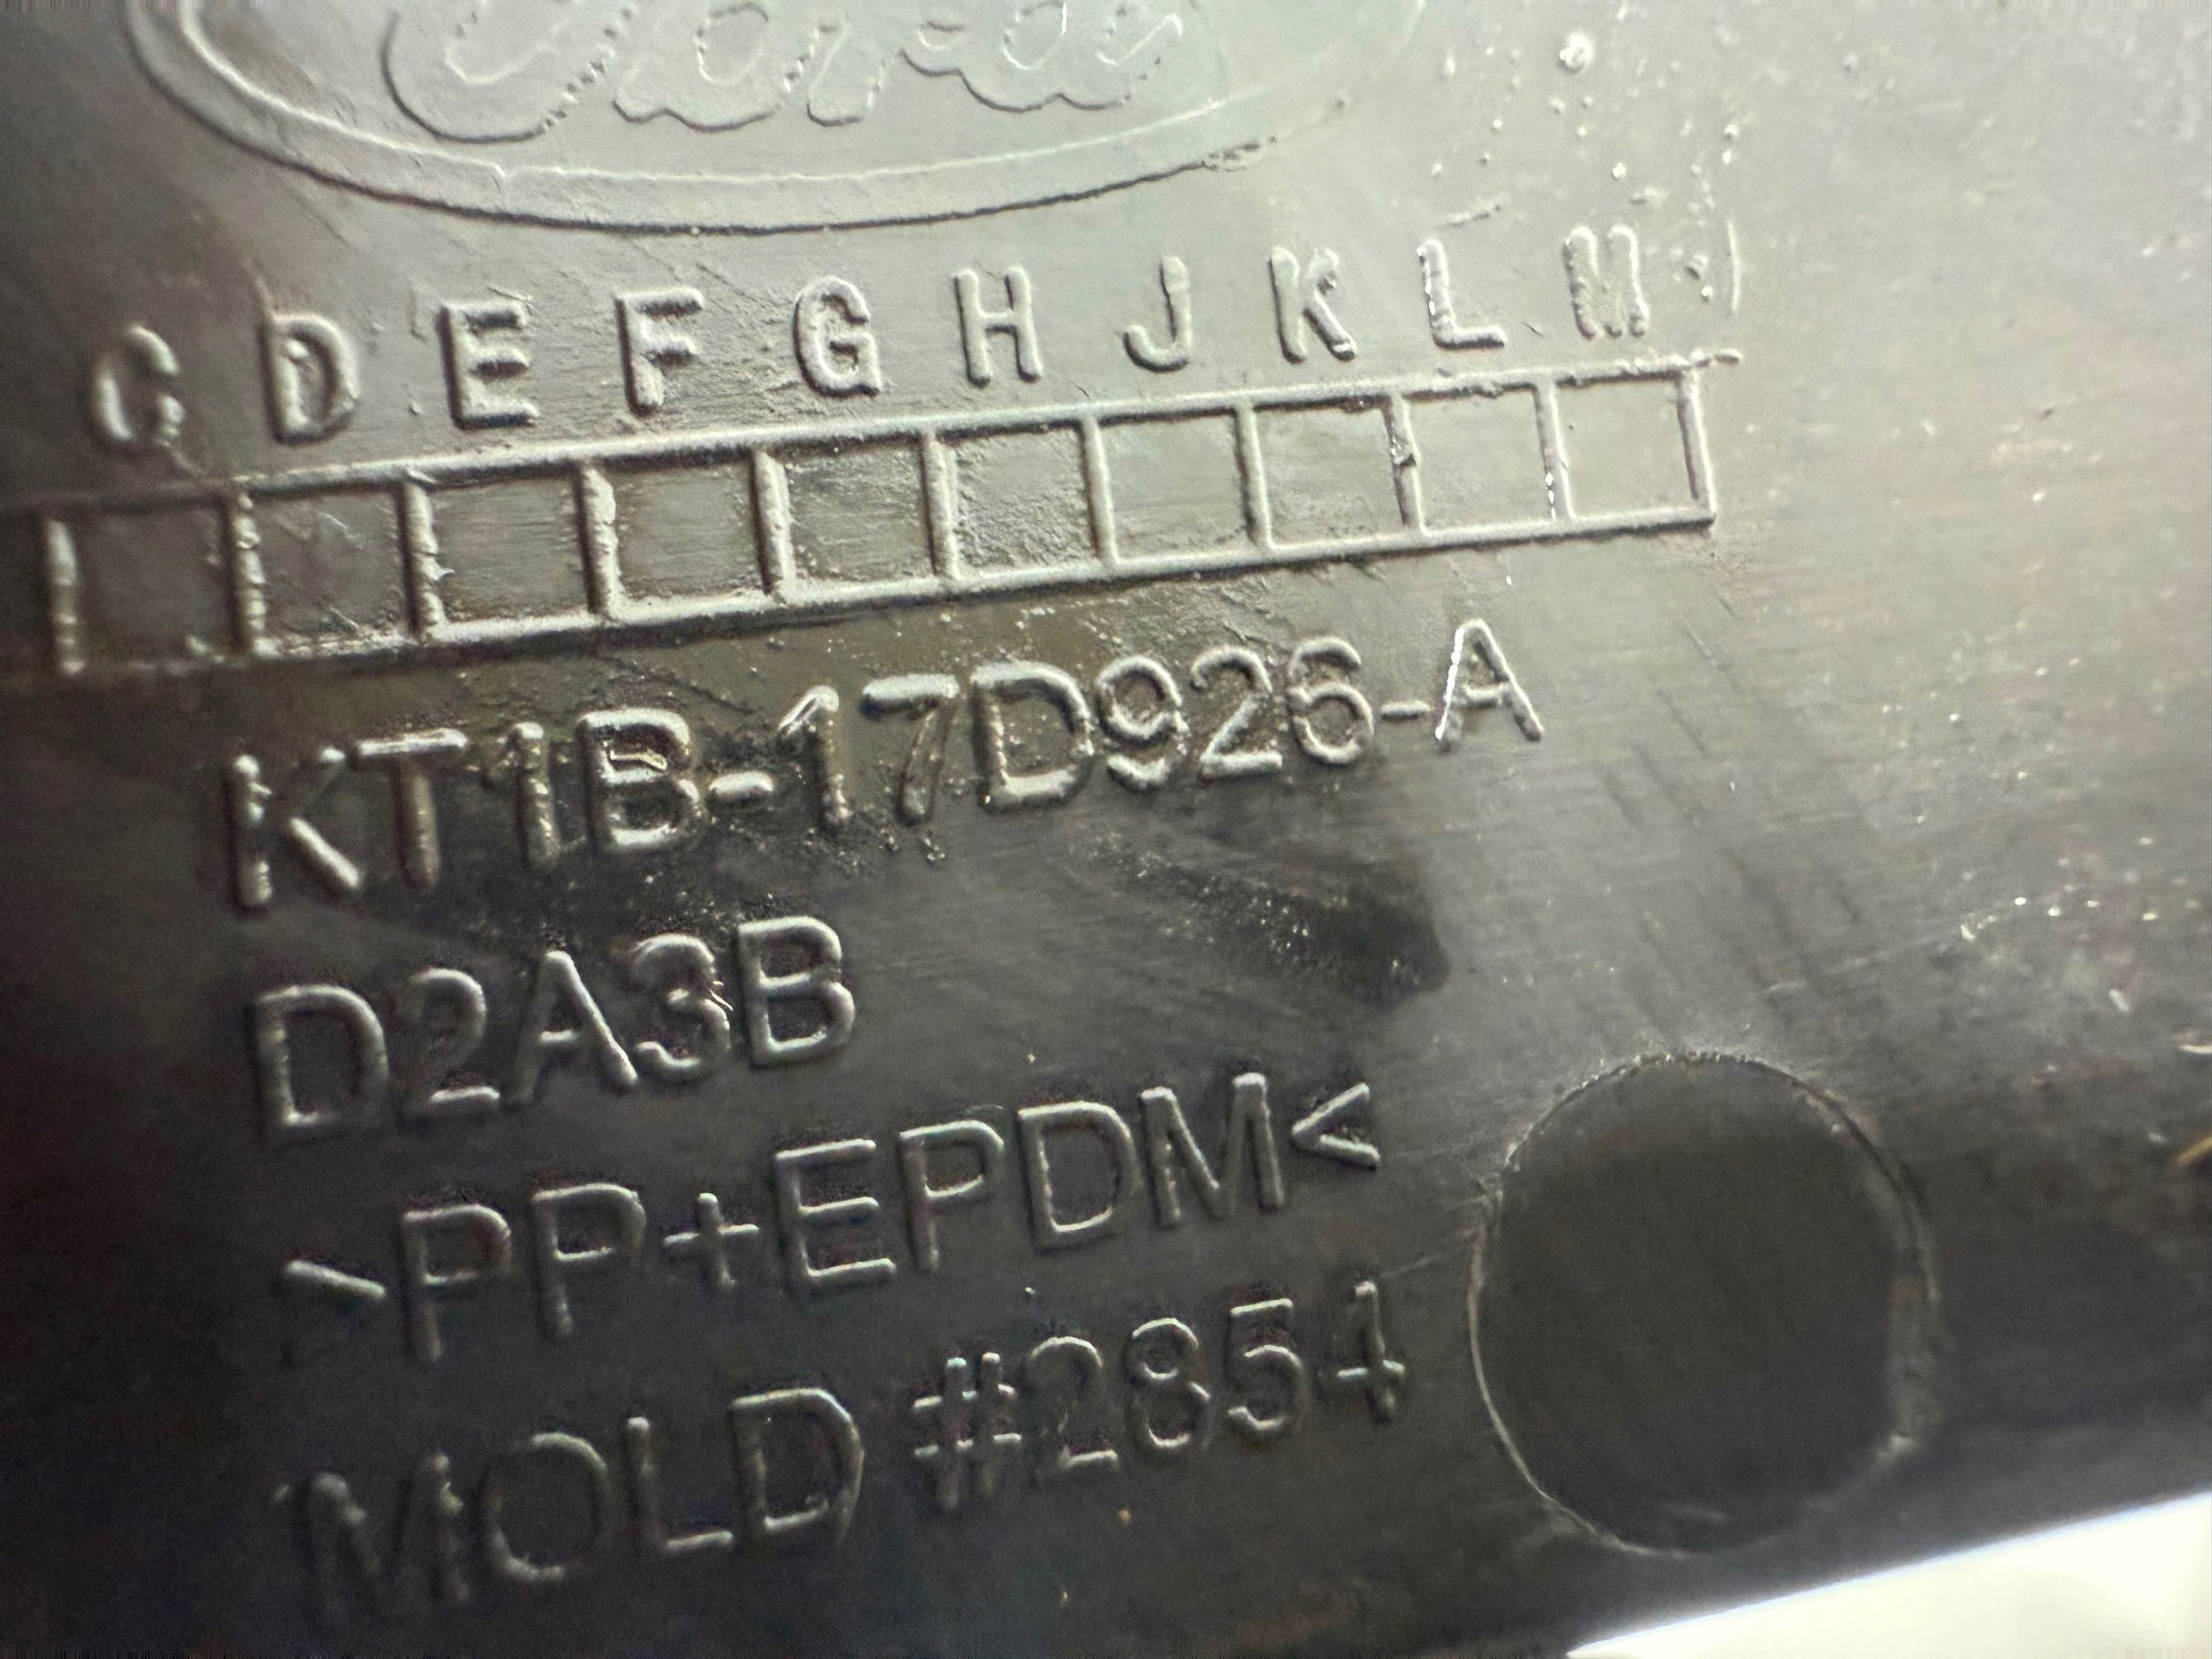 Ford
C D E F G H J K L M
KT1B-17D926-A
D2A3B
>PP+EPDM<
MOLD #2854